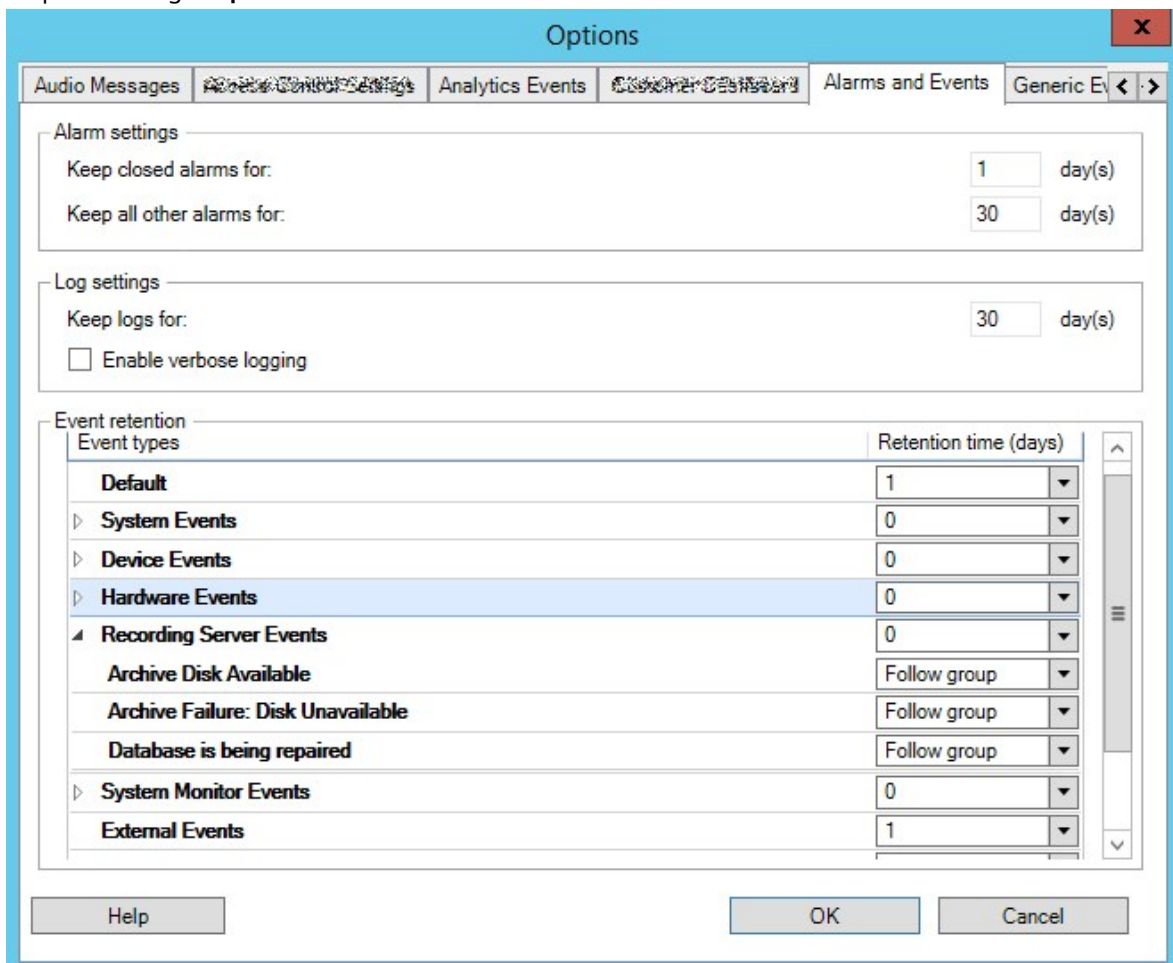 Options
x
Audio Messages Analytics Events Alarms and Events Generic Ev
Alarm settings
Keep closed alarms for: 1 day(s)
Keep all other alarms for: 30 day(s)
Log settings
Keep logs for: 30 day(s)
Enable verbose logging
Event retention
Event types Retention time (days)
Default 1
System Events 0
Device Events 0
Hardware Events 0
Recording Server Events 0
Archive Disk Available Follow group
Archive Failure: Disk Unavailable Follow group
Database is being repaired Follow group
System Monitor Events 0
External Events 1
Help OK Cancel